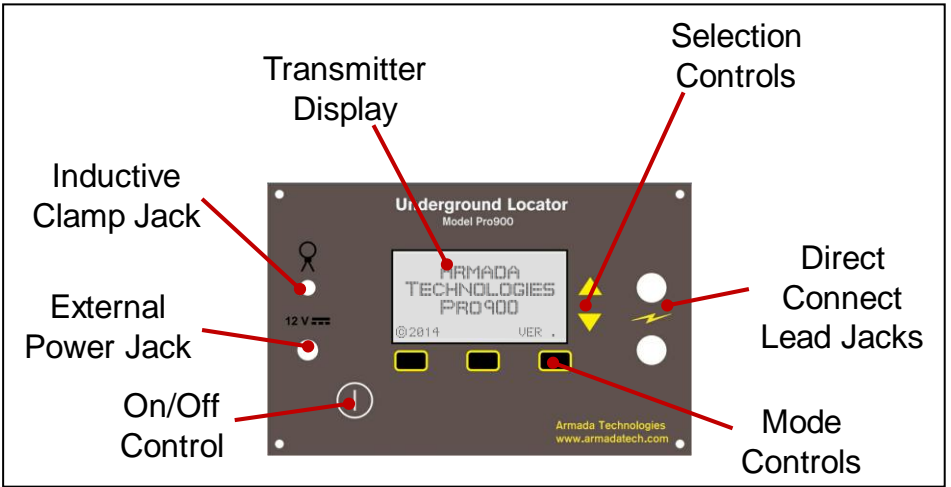 Transmitter
Display
Selection
Controls
Inductive
Clamp Jack
External
Power Jack
On/Off
Control
Underground Locator
Model Pro900
ARMADA
TECHNOLOGIES
PRO900
©2014 VER .
12 V
Direct
Connect
Lead Jacks
Mode
Controls
Armada Technologies
www.armadatech.com